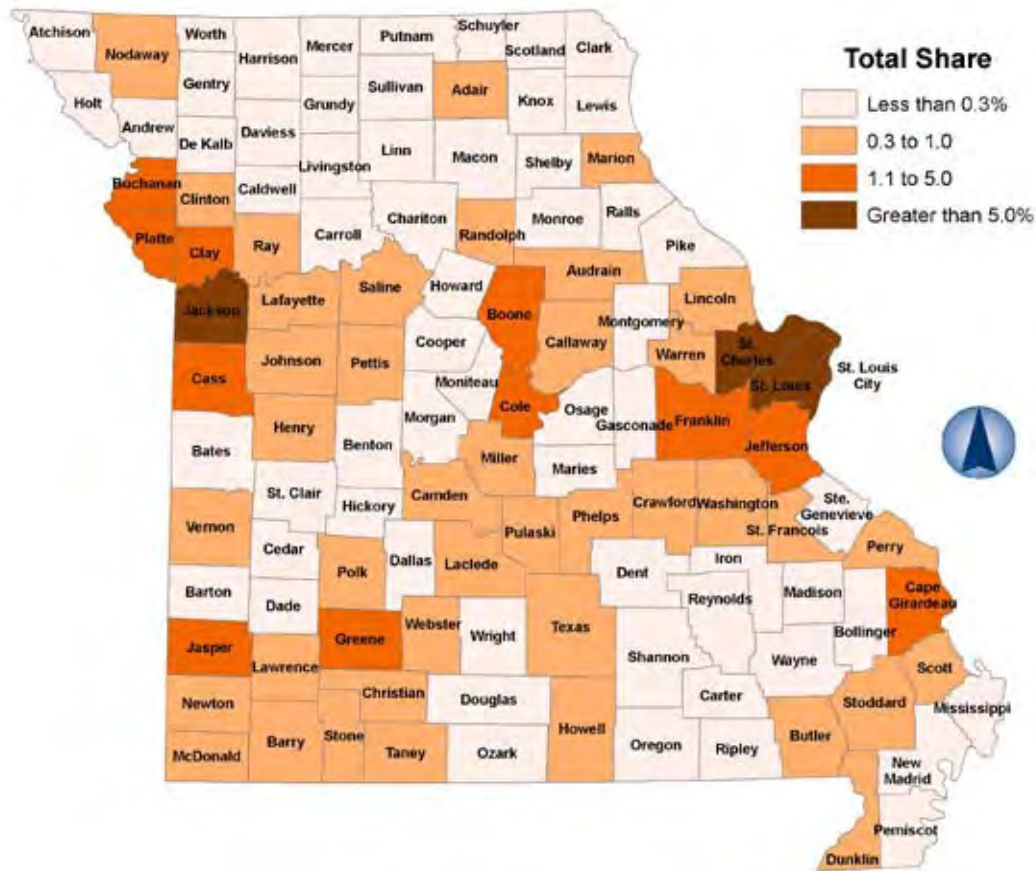 Atchison
Nodaway
Worth
Harrison
Mercer
Putnam
Schuyler
Scotland
Clark
Total Share
Less than 0.3%
0.3 to 1.0
1.1 to 5.0
Greater than 5.0%
Holt
Gentry
Grundy
Sullivan
Adair
Knox
Lewis
Andrew
De Kalb
Daviess
Livingston
Linn
Macon
Shelby
Marion
Buchanan
Clinton
Caldwell
Chariton
Monroe
Ralls
Platte
Clay
Ray
Carroll
Randolph
Pike
Jackson
Lafayette
Saline
Howard
Boone
Audrain
Lincoln
Montgomery
Callaway
Warren
St.
Charles
St. Louis
St. Louis
City
Cass
Johnson
Pettis
Cooper
Moniteau
Cole
Osage
Gasconade
Franklin
Jefferson
Henry
Benton
Morgan
Miller
Maries
Bates
St. Clair
Hickory
Camden
Pulaski
Phelps
Crawford
Washington
St. Francois
Ste.
Genevieve
Vernon
Cedar
Polk
Dallas
Laclede
Dent
Iron
Perry
Barton
Dade
Reynolds
Madison
Cape
Girardeau
Jasper
Greene
Webster
Wright
Texas
Shannon
Wayne
Bollinger
Lawrence
Scott
Newton
Christian
Douglas
Carter
Stoddard
Mississippi
McDonald
Barry
Stone
Taney
Ozark
Howell
Oregon
Ripley
Butler
New
Madrid
Pemiscot
Dunklin